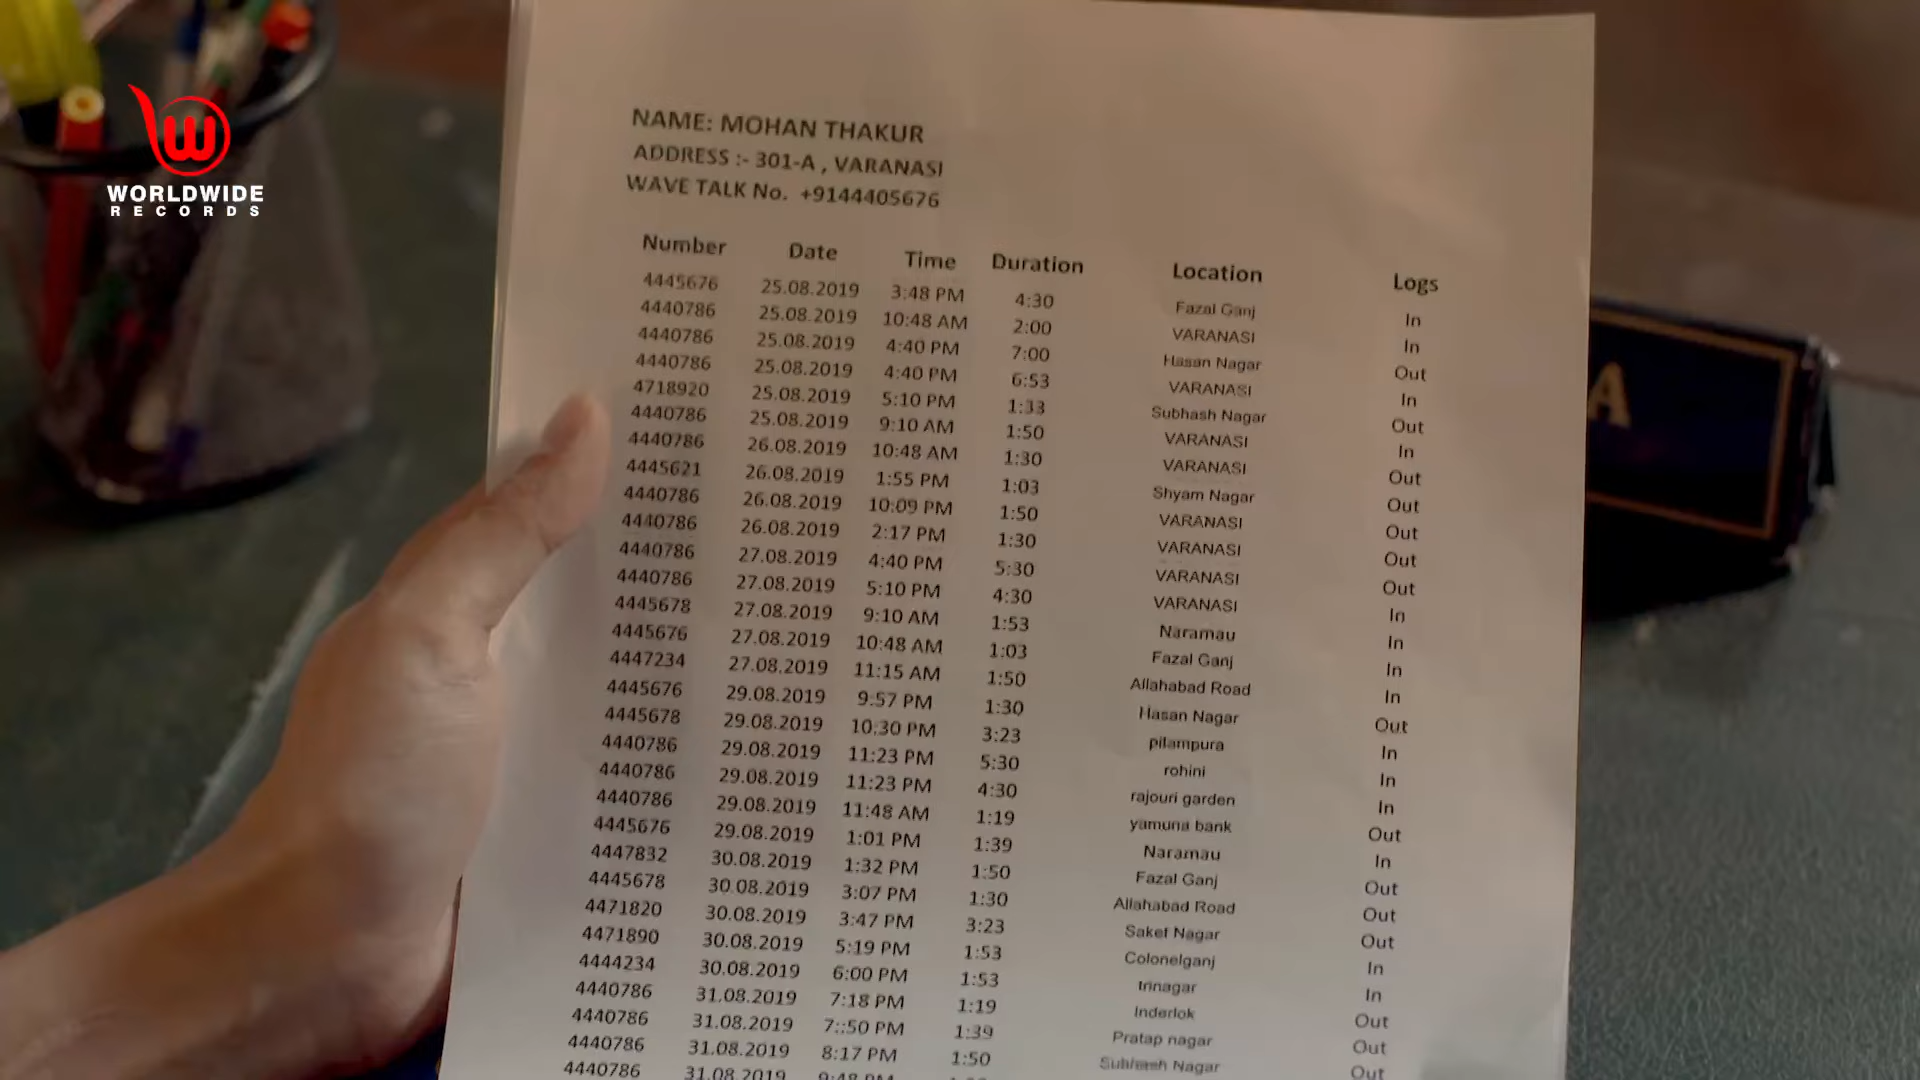 WORLDWIDE
RECORDS
NAME: MOHAN THAKUR
ADDRESS :- 301-A , VARANASI
WAVE TALK No. +9144405676
Number Date Time Duration Location Logs
4445676 25.08.2019 3:48 PM 4:30 Fazal Ganj In
4440786 25.08.2019 10:48 AM 2:00 VARANASI In
4440786 25.08.2019 4:40 PM 7:00 Hasan Nagar Out
4440786 25.08.2019 4:40 PM 6:53 VARANASI In
4718920 25.08.2019 5:10 PM 1:33 Subhash Nagar Out
4440786 25.08.2019 9:10 AM 1:50 VARANASI In
4440786 26.08.2019 10:48 AM 1:30 VARANASI Out
4445621 26.08.2019 1:55 PM 1:03 Shyam Nagar Out
4440786 26.08.2019 10:09 PM 1:50 VARANASI Out
4440786 26.08.2019 2:17 PM 1:30 VARANASI Out
4440786 27.08.2019 4:40 PM 5:30 VARANASI Out
4440786 27.08.2019 5:10 PM 4:30 VARANASI In
4445678 27.08.2019 9:10 AM 1:53 Naramau In
4445676 27.08.2019 10:48 AM 1:03 Fazal Ganj In
4447234 27.08.2019 11:15 AM 1:50 Allahabad Road In
4445676 29.08.2019 9:57 PM 1:30 Hasan Nagar Out
4445678 29.08.2019 10:30 PM 3:23 pilampura In
4440786 29.08.2019 11:23 PM 5:30 rohini In
4440786 29.08.2019 11:23 PM 4:30 rajouri garden In
4440786 29.08.2019 11:48 AM 1:19 yamuna bank Out
4445676 29.08.2019 1:01 PM 1:39 Naramau In
4447832 30.08.2019 1:32 PM 1:50 Fazal Ganj Out
4445678 30.08.2019 3:07 PM 1:30 Allahabad Road Out
4471820 30.08.2019 3:47 PM 3:23 Saket Nagar Out
4471890 30.08.2019 5:19 PM 1:53 Colonelganj In
4444234 30.08.2019 6:00 PM 1:53 trinagar In
4440786 31.08.2019 7:18 PM 1:19 Inderlok Out
4440786 31.08.2019 7::50 PM 1:39 Pratap nagar Out
4440786 31.08.2019 8:17 PM 1:50 Subhash Nagar Out
4440786 31.08.2019
A